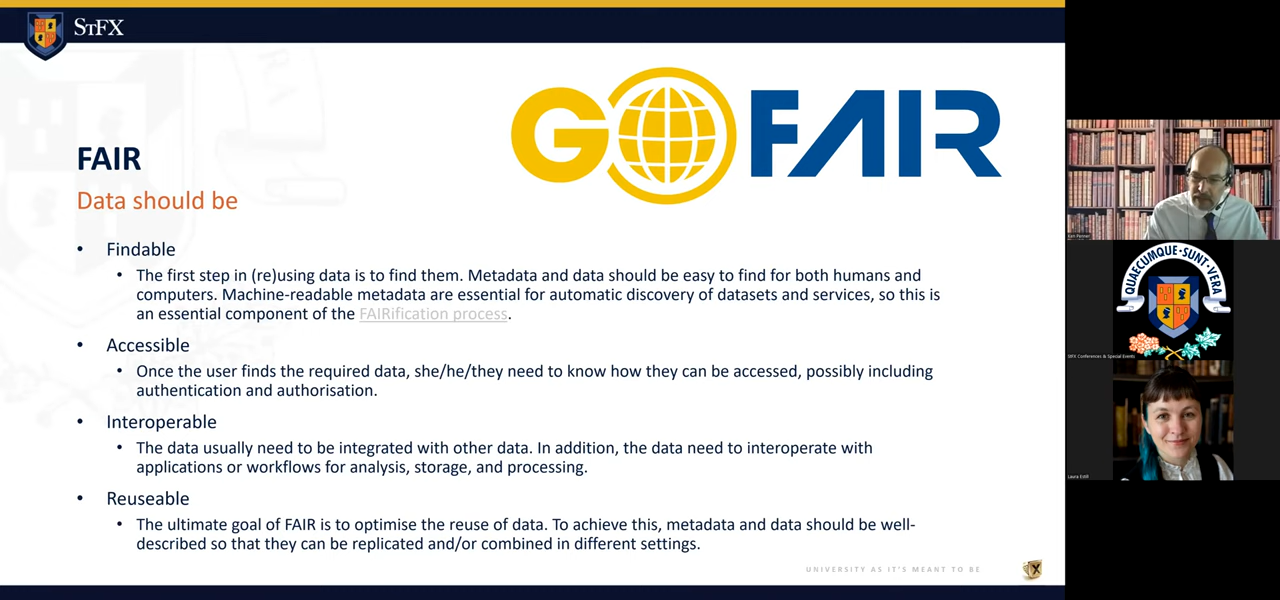 STFX
GO FAIR
FAIR
Data should be
• Findable
• The first step in (re)using data is to find them. Metadata and data should be easy to find for both humans and
computers. Machine-readable metadata are essential for automatic discovery of datasets and services, so this is
an essential component of the FAIRification process.
• Accessible
• Once the user finds the required data, she/he/they need to know how they can be accessed, possibly including
authentication and authorisation.
• Interoperable
• The data usually need to be integrated with other data. In addition, the data need to interoperate with
applications or workflows for analysis, storage, and processing.
• Reuseable
• The ultimate goal of FAIR is to optimise the reuse of data. To achieve this, metadata and data should be well-
described so that they can be replicated and/or combined in different settings.
UNIVERSITY AS IT'S MEANT TO BE
X
Ken Penner
QUAECUMQUE·SUNT·VERA
StFX Conferences & Special Events
Laura Estill